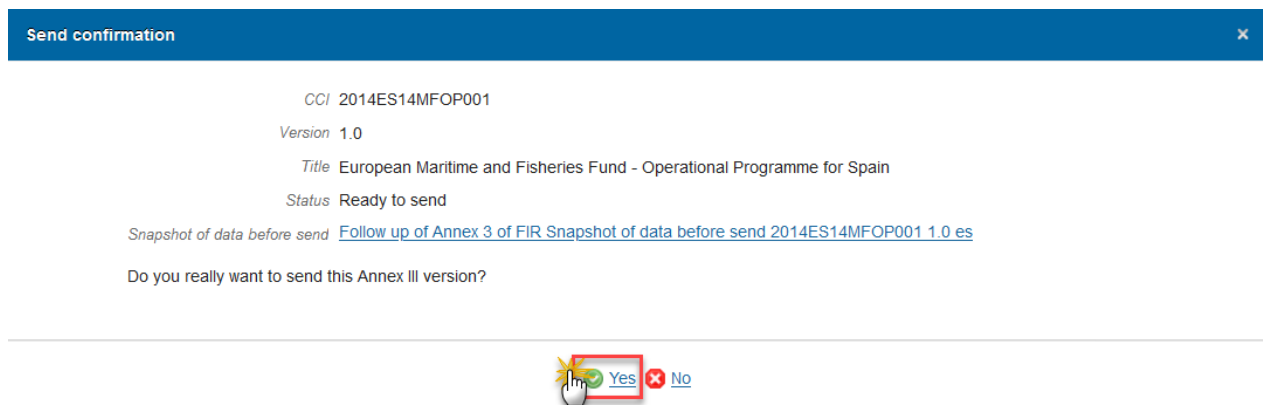 Send confirmation ×
CCI 2014ES14MFOP001
Version 1.0
Title European Maritime and Fisheries Fund - Operational Programme for Spain
Status Ready to send
Snapshot of data before send Follow up of Annex 3 of FIR Snapshot of data before send 2014ES14MFOP001 1.0 es
Do you really want to send this Annex III version?
Yes No